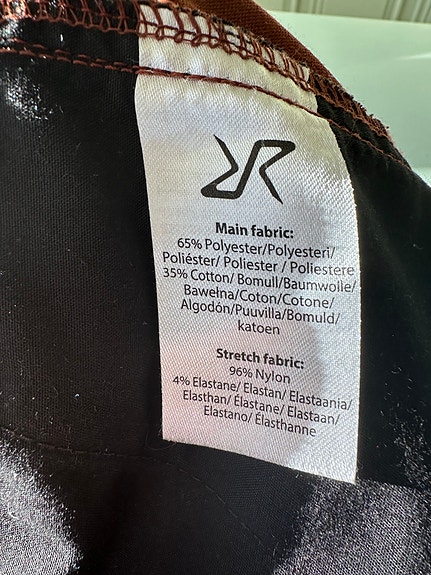 Main fabric:
65% Polyester/Polyesteri/
Poliéster/ Poliester / Poliestere
35% Cotton/ Bomull/Baumwolle/
Bawełna/Coton/Cotone/
Algodón/Puuvilla/Bomuld/
katoen
Stretch fabric:
96% Nylon
4% Elastane/ Elastan/ Elastaania/
Elasthan/ Élastane/ Elastaan/
Elastano/ Élasthanne